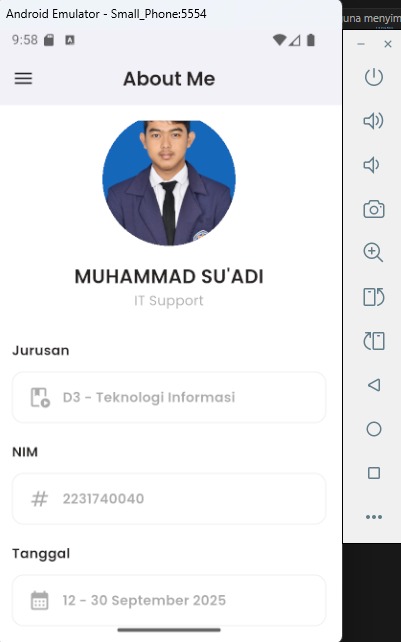 Android Emulator - Small_Phone:5554
una menyim
9:58
A
About Me
MUHAMMAD SU'ADI
IT Support
Jurusan
D3 - Teknologi Informasi
NIM
# 2231740040
Tanggal
12 - 30 September 2025